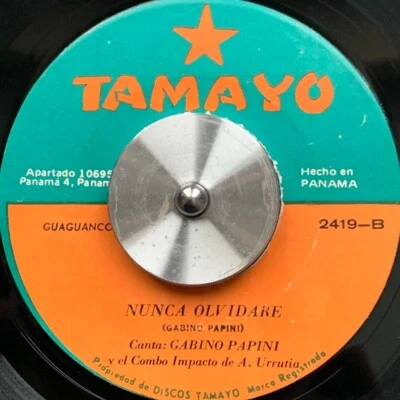 TAMAYO
Apartado 10695
Panamá 4, Panam
Hecho en
PANAMA
GUAGUANCO
2419-B
NUNCA OLVIDARE
(GABINO PAPINI)
Canta: GABINO PAPINI
y el Combo Impacto de A. Urrutia
Propiedad de DISCOS TAMAYO Marca Registrada